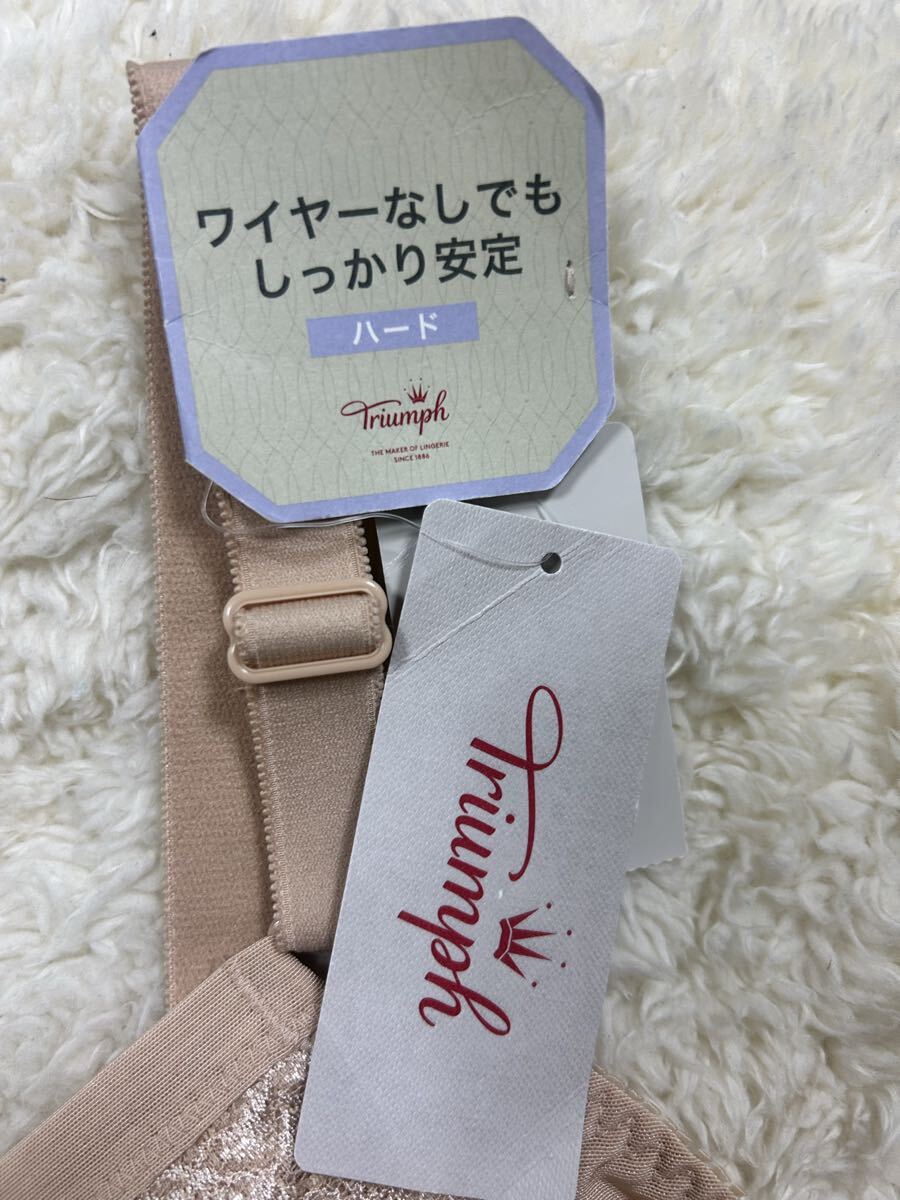 ワイヤーなしでも
しっかり安定
ハード
Triumph
THE MAKER OF LINGERIE
SINCE 1886
Triumph